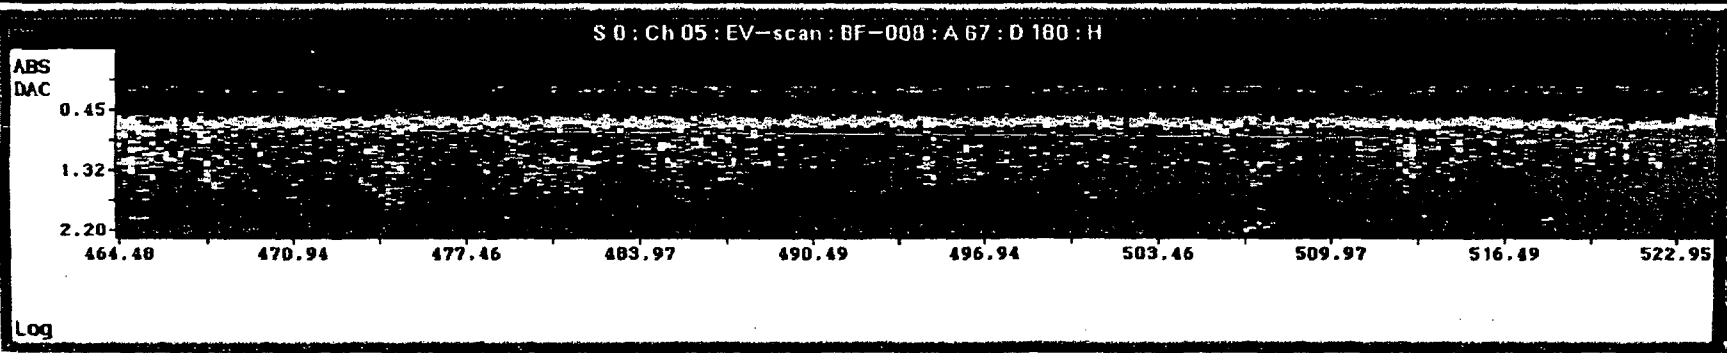 S 0 : Ch 05 : EV-scan : BF-008 : A 67 : D 180 : H
ABS
DAC
0.45
1.32
2.20
464.48 470.94 477.46 483.97 490.49 496.94 503.46 509.97 516.49 522.95
Log